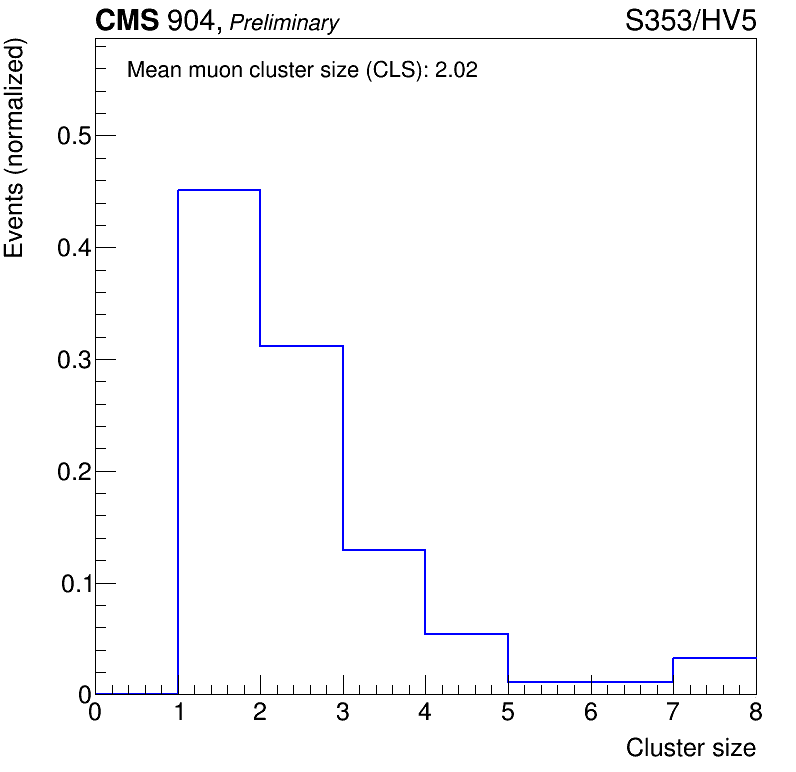 CMS 904, Preliminary S353/HV5
Mean muon cluster size (CLS): 2.02
Events (normalized)
0.5
0.4
0.3
0.2
0.1
0
0 1 2 3 4 5 6 7 8
Cluster size